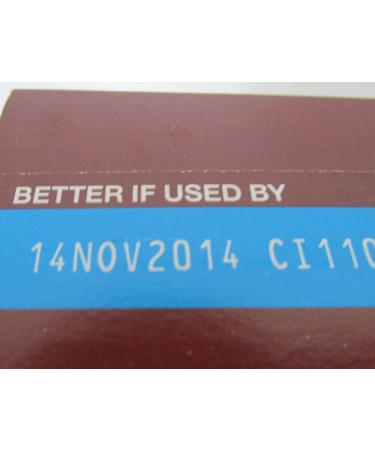 BETTER IF USED BY
14NOV2014 CI110